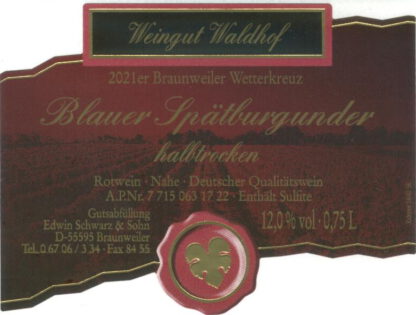 Weingut Waldhof
2021er Braunweiler Wetterkreuz
Blauer Spätburgunder
halbtrocken
Rotwein · Nahe · Deutscher Qualitätswein
A.P.Nr. 7 715 063 17 22 · Enthält Sulfite
Gutsabfüllung
Edwin Schwarz & Sohn
D-55595 Braunweiler
Tel. 0 67 06 / 3 34 · Fax 84 55
12,0 % vol · 0,75 L